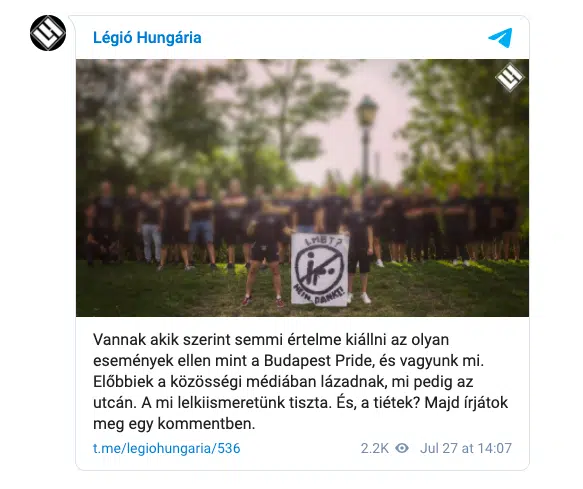 Légió Hungária
LMBT?
NEIN, DANKE!
Vannak akik szerint semmi értelme kiállni az olyan
események ellen mint a Budapest Pride, és vagyunk mi.
Előbbiek a közösségi médiában lázadnak, mi pedig az
utcán. A mi lelkiismeretünk tiszta. És, a tiétek? Majd írjátok
meg egy kommentben.
t.me/legiohungaria/536 2.2K Jul 27 at 14:07